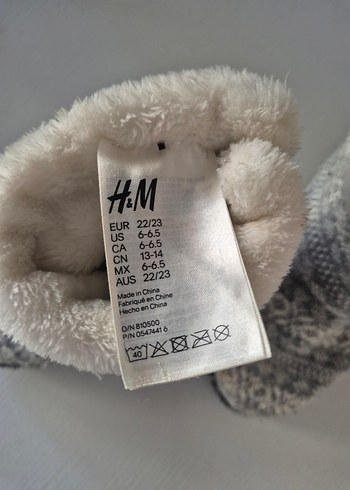 H&M
EUR 22/23
US 6-6.5
CA 6-6.5
CN 13-14
MX 6-6.5
AUS 22/23
Made in China
Fabriqué en Chine
Hecho en China
O/N 810500
P/N 0547441 6
40